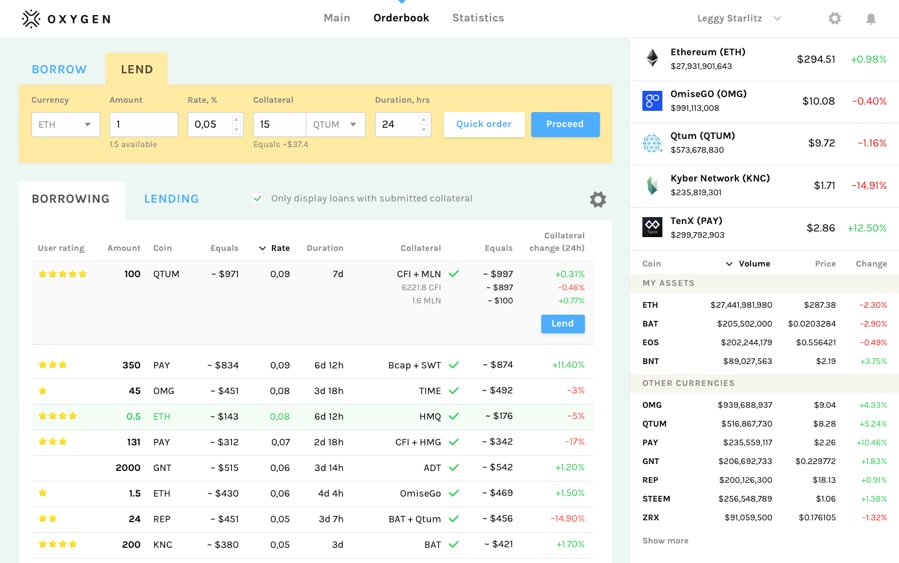 OXYGEN
Main Orderbook Statistics
Leggy Starlitz
BORROW LEND
Currency Amount Rate, % Collateral Duration, hrs
ETH 1 0,05 15 QTUM 24 Quick order Proceed
1.5 available Equals ~$37.4
BORROWING LENDING Only display loans with submitted collateral
User rating Amount Coin Equals Rate Duration Collateral Equals Collateral
change (24h)
100 QTUM ~ $971 0,09 7d CFI + MLN ~ $997 +0.31%
6221.8 CFI ~ $897 −0.46%
1.6 MLN ~ $100 +0.77%
Lend
350 PAY ~ $834 0,09 6d 12h Bcap + SWT ~ $874 +11.40%
45 OMG ~ $451 0,08 3d 18h TIME ~ $492 −3%
0.5 ETH ~ $143 0,08 6d 12h HMQ ~ $176 −5%
131 PAY ~ $312 0,07 2d 18h CFI + HMG ~ $342 −17%
2000 GNT ~ $515 0,06 3d 14h ADT ~ $542 +1.20%
1.5 ETH ~ $430 0,06 4d 4h OmiseGo ~ $469 +1.50%
24 REP ~ $451 0,05 3d 7h BAT + Qtum ~ $456 −14.90%
200 KNC ~ $380 0,05 3d BAT ~ $421 +1.70%
Ethereum (ETH)
$27,931,901,643 $294.51 +0.98%
OmiseGO (OMG)
$991,113,008 $10.08 −0.40%
Qtum (QTUM)
$573,678,830 $9.72 −1.16%
Kyber Network (KNC)
$235,819,301 $1.71 −14.91%
TenX (PAY)
$299,792,903 $2.86 +12.50%
Coin Volume Price Change
MY ASSETS
ETH $27,441,981,980 $287.38 −2.30%
BAT $205,502,000 $0.0203284 −2.90%
EOS $202,244,179 $0.556421 −0.49%
BNT $89,027,563 $2.19 +3.75%
OTHER CURRENCIES
OMG $939,688,937 $9.04 +4.33%
QTUM $516,867,730 $8.28 +5.24%
PAY $235,559,117 $2.26 +10.46%
GNT $206,692,733 $0.229772 +1.83%
REP $200,126,300 $18.13 +0.91%
STEEM $256,548,789 $1.06 +1.38%
ZRX $91,059,500 $0.176105 −1.32%
Show more